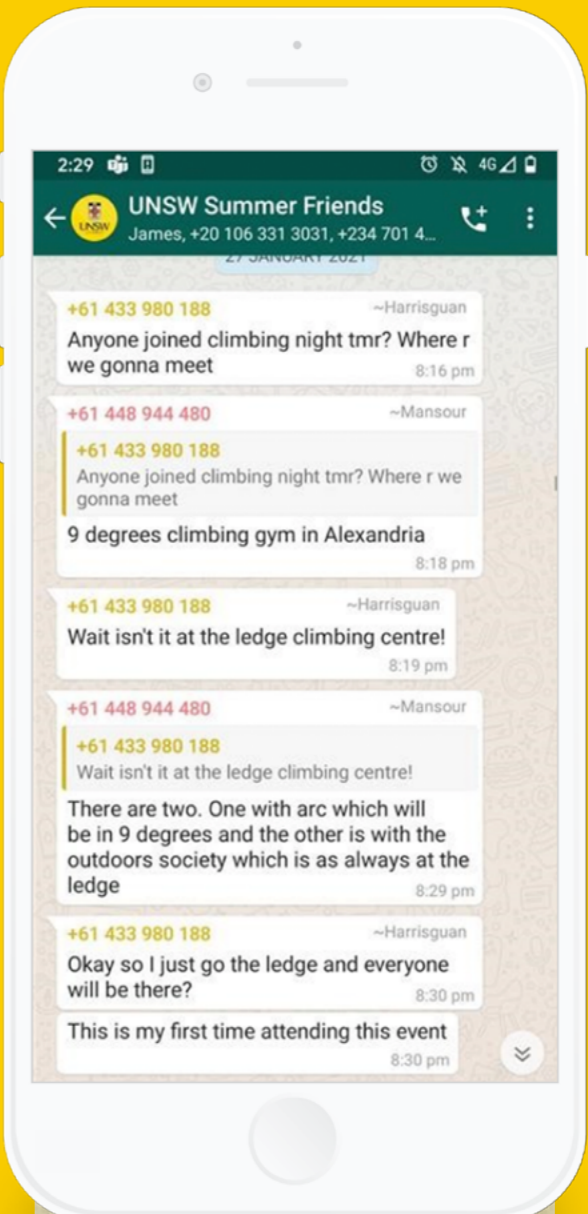 2:29
4G
UNSW Summer Friends
UNSW
James, +20 106 331 3031, +234 701 4...
27 JANUARY 2021
+61 433 980 188 ~Harrisguan
Anyone joined climbing night tmr? Where r
we gonna meet 8:16 pm
+61 448 944 480 ~Mansour
+61 433 980 188
Anyone joined climbing night tmr? Where r we
gonna meet
9 degrees climbing gym in Alexandria
8:18 pm
+61 433 980 188 ~Harrisguan
Wait isn't it at the ledge climbing centre!
8:19 pm
+61 448 944 480 ~Mansour
+61 433 980 188
Wait isn't it at the ledge climbing centre!
There are two. One with arc which will
be in 9 degrees and the other is with the
outdoors society which is as always at the
ledge 8:29 pm
+61 433 980 188 ~Harrisguan
Okay so I just go the ledge and everyone
will be there? 8:30 pm
This is my first time attending this event
8:30 pm